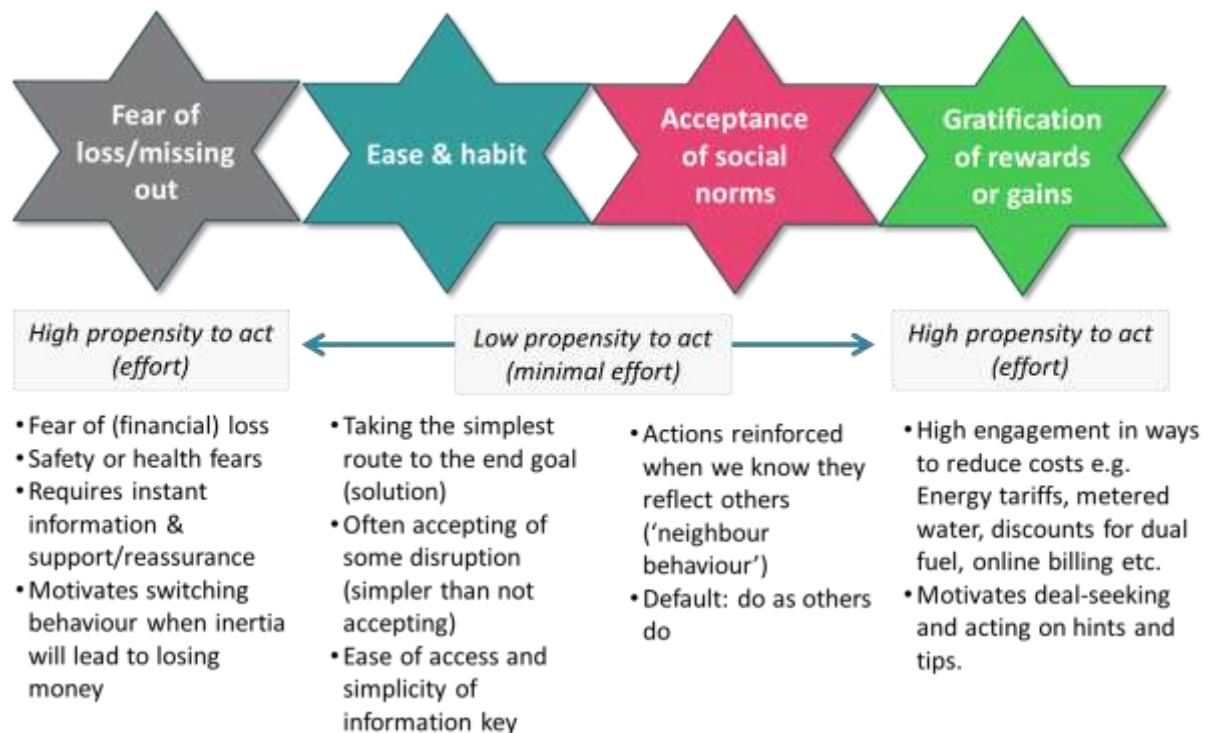 Fear of
loss/missing
out
Ease & habit
Acceptance
of social
norms
Gratification
of rewards
or gains
High propensity to act
(effort)
Low propensity to act
(minimal effort)
High propensity to act
(effort)
• Fear of (financial) loss
• Safety or health fears
• Requires instant
information &
support/reassurance
• Motivates switching
behaviour when inertia
will lead to losing
money
• Taking the simplest
route to the end goal
(solution)
• Often accepting of
some disruption
(simpler than not
accepting)
• Ease of access and
simplicity of
information key
• Actions reinforced
when we know they
reflect others
(‘neighbour
behaviour’)
• Default: do as others
do
• High engagement in ways
to reduce costs e.g.
Energy tariffs, metered
water, discounts for dual
fuel, online billing etc.
• Motivates deal-seeking
and acting on hints and
tips.